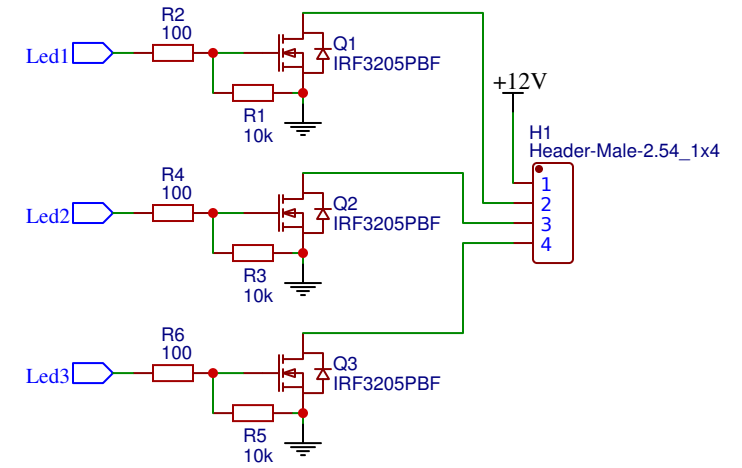 R2
100
Led1
Q1
IRF3205PBF
R1
10k
+12V
H1
Header-Male-2.54_1x4
1
2
3
4
R4
100
Led2
Q2
IRF3205PBF
R3
10k
R6
100
Led3
Q3
IRF3205PBF
R5
10k